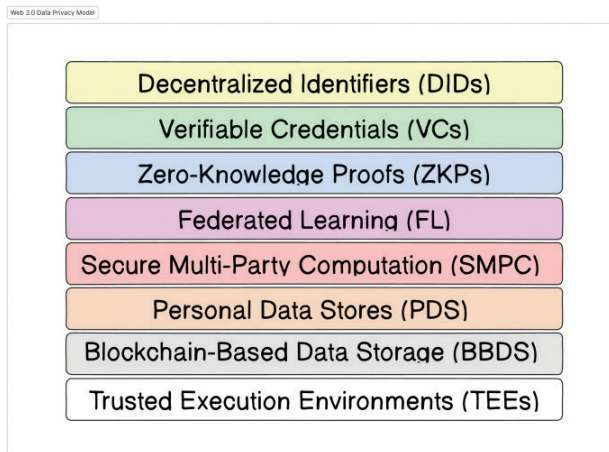 Web 3.0 Data Privacy Model
Decentralized Identifiers (DIDs)
Verifiable Credentials (VCs)
Zero-Knowledge Proofs (ZKPs)
Federated Learning (FL)
Secure Multi-Party Computation (SMPC)
Personal Data Stores (PDS)
Blockchain-Based Data Storage (BBDS)
Trusted Execution Environments (TEEs)